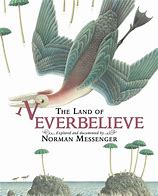 THE LAND OF
NEVERBELIEVE
Explored and documented by
NORMAN MESSENGER